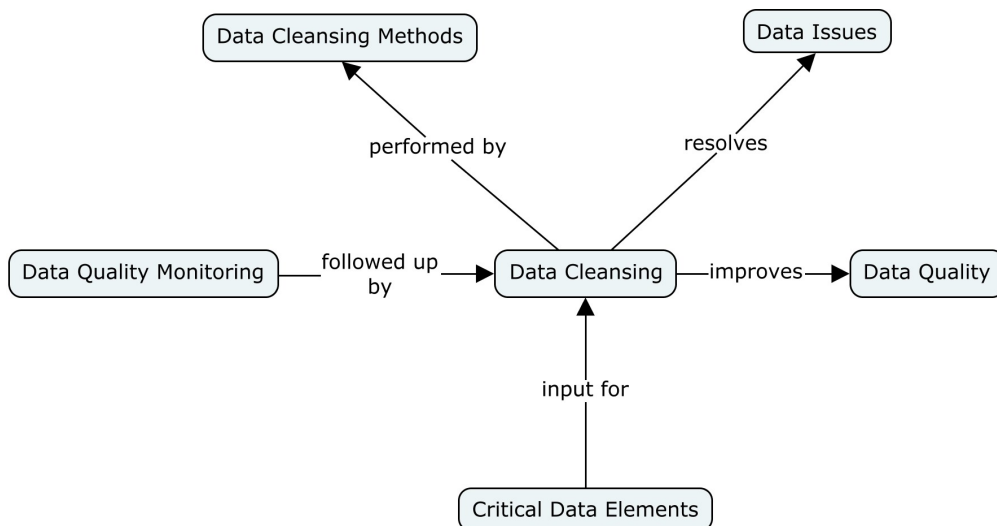 Data Cleansing Methods
Data Issues
performed by
resolves
Data Quality Monitoring
followed up
by
Data Cleansing
improves
Data Quality
input for
Critical Data Elements